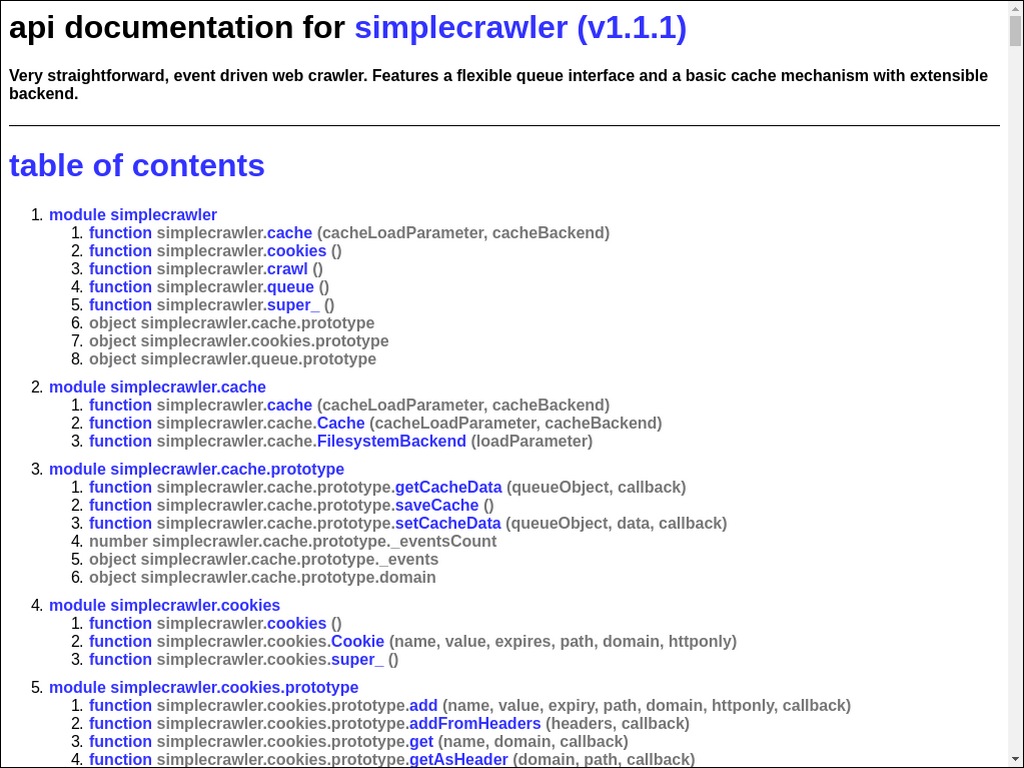 api documentation for simplecrawler (v1.1.1)
Very straightforward, event driven web crawler. Features a flexible queue interface and a basic cache mechanism with extensible
backend.
table of contents
1. module simplecrawler
1. function simplecrawler.cache (cacheLoadParameter, cacheBackend)
2. function simplecrawler.cookies ()
3. function simplecrawler.crawl ()
4. function simplecrawler.queue ()
5. function simplecrawler.super_ ()
6. object simplecrawler.cache.prototype
7. object simplecrawler.cookies.prototype
8. object simplecrawler.queue.prototype
2. module simplecrawler.cache
1. function simplecrawler.cache (cacheLoadParameter, cacheBackend)
2. function simplecrawler.cache.Cache (cacheLoadParameter, cacheBackend)
3. function simplecrawler.cache.FilesystemBackend (loadParameter)
3. module simplecrawler.cache.prototype
1. function simplecrawler.cache.prototype.getCacheData (queueObject, callback)
2. function simplecrawler.cache.prototype.saveCache ()
3. function simplecrawler.cache.prototype.setCacheData (queueObject, data, callback)
4. number simplecrawler.cache.prototype._eventsCount
5. object simplecrawler.cache.prototype._events
6. object simplecrawler.cache.prototype.domain
4. module simplecrawler.cookies
1. function simplecrawler.cookies ()
2. function simplecrawler.cookies.Cookie (name, value, expires, path, domain, httponly)
3. function simplecrawler.cookies.super_ ()
5. module simplecrawler.cookies.prototype
1. function simplecrawler.cookies.prototype.add (name, value, expiry, path, domain, httponly, callback)
2. function simplecrawler.cookies.prototype.addFromHeaders (headers, callback)
3. function simplecrawler.cookies.prototype.get (name, domain, callback)
4. function simplecrawler.cookies.prototype.getAsHeader (domain, path, callback)